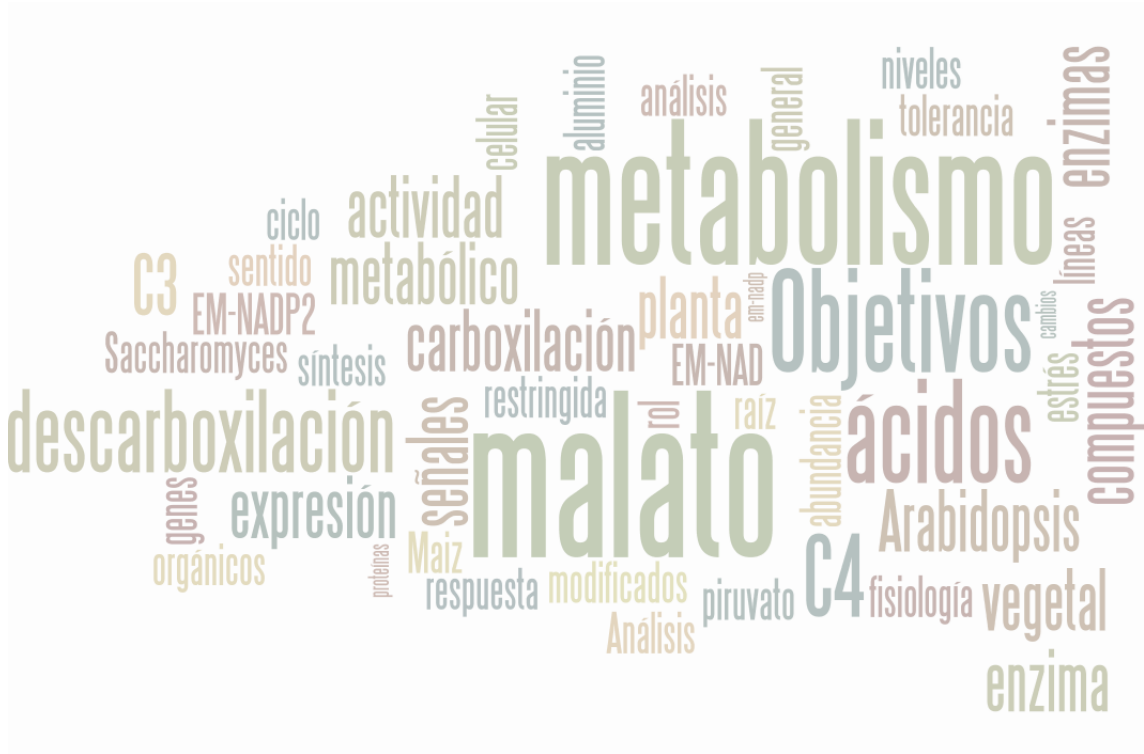 niveles
enzimas
aluminio
análisis
general
tolerancia
celular
metabolismo
actividad
ciclo
C3
sentido
metabólico
líneas
EM-NADP2
planta
em-nadp
Objetivos
cambios
Saccharomyces
síntesis
carboxilación
EM-NAD
compuestos
estrés
descarboxilación
señales
restringida
malato
rol
raíz
abundancia
ácidos
genes
expresión
Arabidopsis
orgánicos
proteínas
Maiz
respuesta
modificados
piruvato
C4
fisiología
vegetal
Análisis
enzima